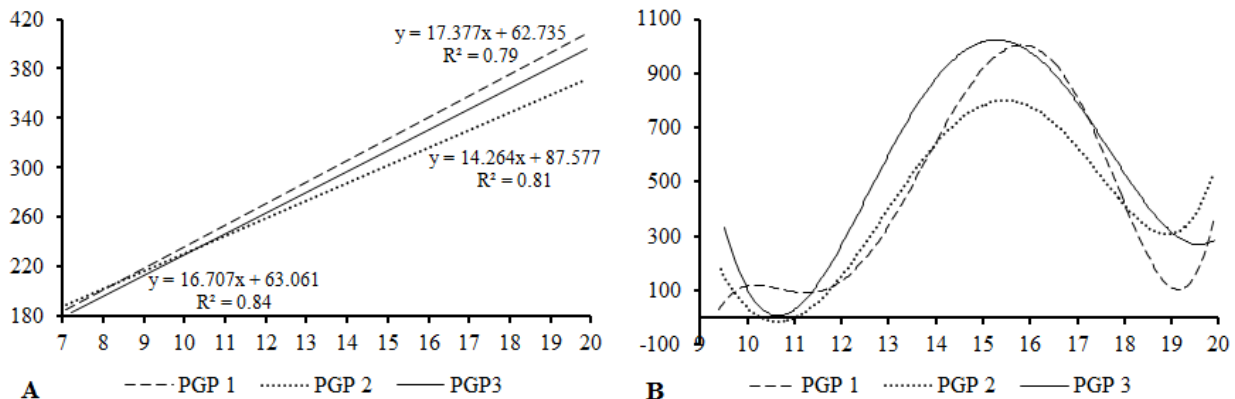 420
380
340
300
260
220
180
y = 17.377x + 62.735
R² = 0.79
y = 14.264x + 87.577
R² = 0.81
y = 16.707x + 63.061
R² = 0.84
7 8 9 10 11 12 13 14 15 16 17 18 19 20
A PGP 1 PGP 2 PGP3
1100
900
700
500
300
100
-100
9 10 11 12 13 14 15 16 17 18 19 20
B PGP 1 PGP 2 PGP 3